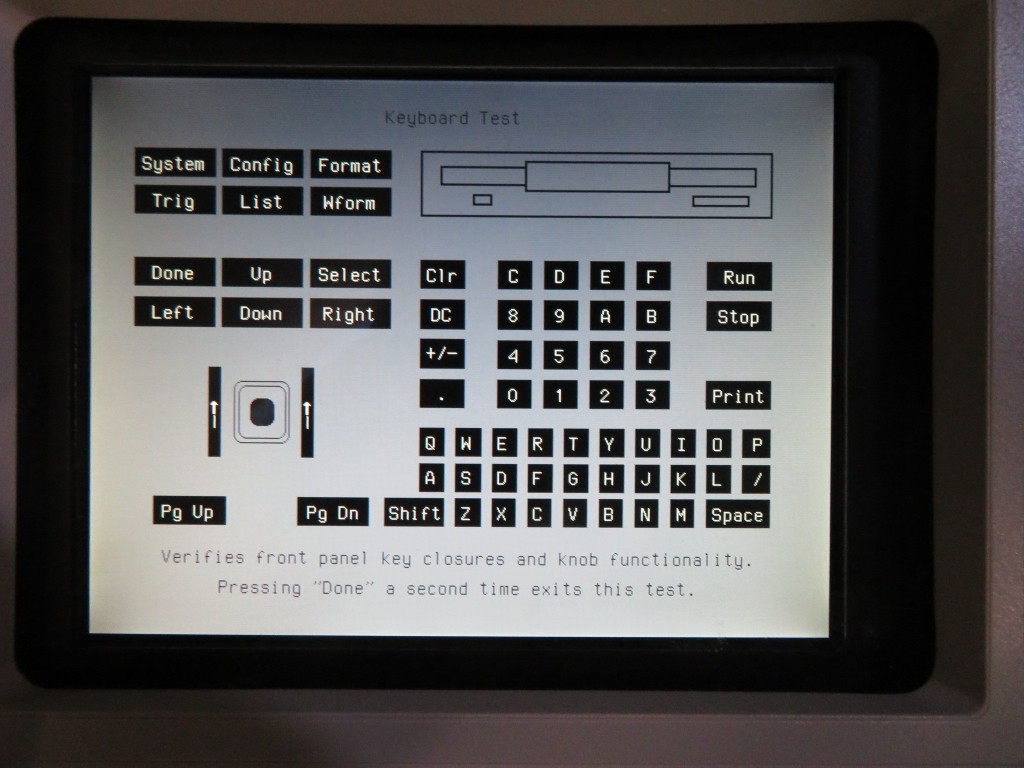 Keyboard Test
System Config Format
Trig List Wform
Done Up Select Clr C D E F Run
Left Down Right DC 8 9 A B Stop
+/- 4 5 6 7
. 0 1 2 3 Print
Q W E R T Y U I O P
A S D F G H J K L /
Pg Up Pg Dn Shift Z X C V B N M Space
Verifies front panel key closures and knob functionality.
Pressing "Done" a second time exits this test.